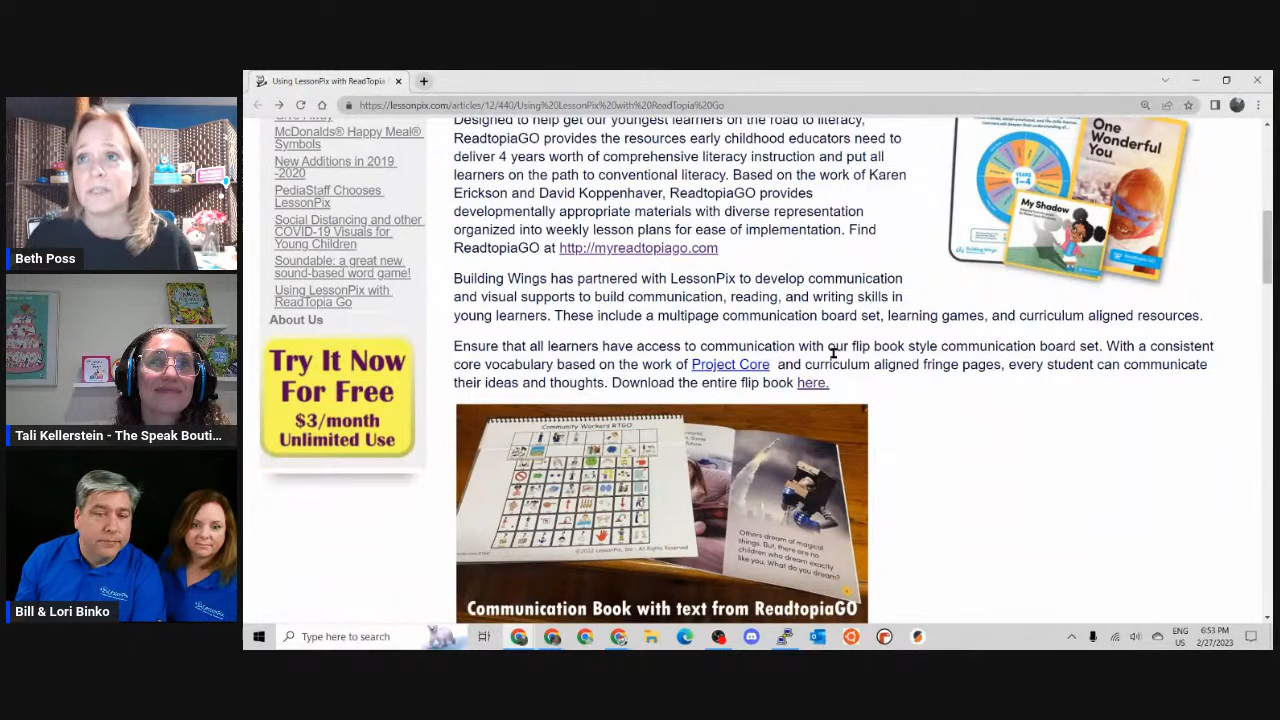 Using LessonPix with ReadTopia
https://lessonpix.com/articles/12/440/Using%20LessonPix%20with%20ReadTopia%20Go
Beth Poss
Tali Kellerstein - The Speak Bouti...
Bill & Lori Binko
Give Away
McDonalds® Happy Meal®
Symbols
New Additions in 2019
-2020
PediaStaff Chooses
LessonPix
Social Distancing and other
COVID-19 Visuals for
Young Children
Soundable: a great new
sound-based word game!
Using LessonPix with
ReadTopia Go
About Us
Try It Now
For Free
$3/month
Unlimited Use
Designed to help get our youngest learners on the road to literacy,
ReadtopiaGO provides the resources early childhood educators need to
deliver 4 years worth of comprehensive literacy instruction and put all
learners on the path to conventional literacy. Based on the work of Karen
Erickson and David Koppenhaver, ReadtopiaGO provides
developmentally appropriate materials with diverse representation
organized into weekly lesson plans for ease of implementation. Find
ReadtopiaGO at http://myreadtopiago.com
One
Wonderful
You
YEARS
1–4
My Shadow
Building Wings
Building Wings has partnered with LessonPix to develop communication
and visual supports to build communication, reading, and writing skills in
young learners. These include a multipage communication board set, learning games, and curriculum aligned resources.
Ensure that all learners have access to communication with our flip book style communication board set. With a consistent
core vocabulary based on the work of Project Core and curriculum aligned fringe pages, every student can communicate
their ideas and thoughts. Download the entire flip book here.
Community Workers RTGO
©2022 LessonPix, Inc - All Rights Reserved
Others dream of magical
things. But, there are no
children who dream exactly
like you. What do you dream?
Communication Book with text from ReadtopiaGO
Type here to search
ENG
US
6:53 PM
2/27/2023